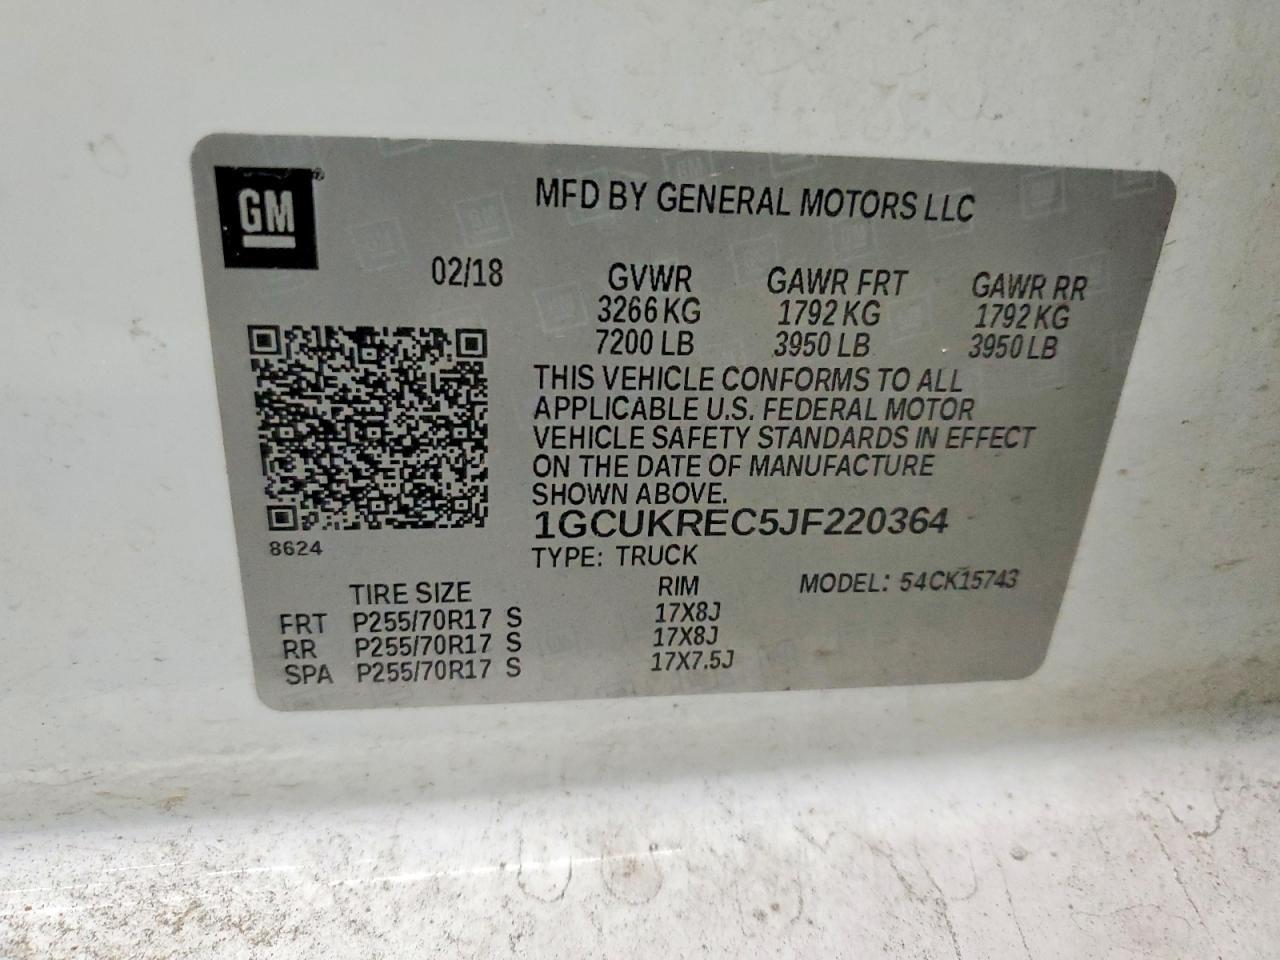 GM
MFD BY GENERAL MOTORS LLC
02/18 GVWR GAWR FRT GAWR RR
3266 KG 1792 KG 1792 KG
7200 LB 3950 LB 3950 LB
THIS VEHICLE CONFORMS TO ALL
APPLICABLE U.S. FEDERAL MOTOR
VEHICLE SAFETY STANDARDS IN EFFECT
ON THE DATE OF MANUFACTURE
SHOWN ABOVE.
1GCUKREC5JF220364
8624
TYPE: TRUCK
TIRE SIZE RIM MODEL: 54CK15743
FRT P255/70R17 S 17X8J
RR P255/70R17 S 17X8J
SPA P255/70R17 S 17X7.5J